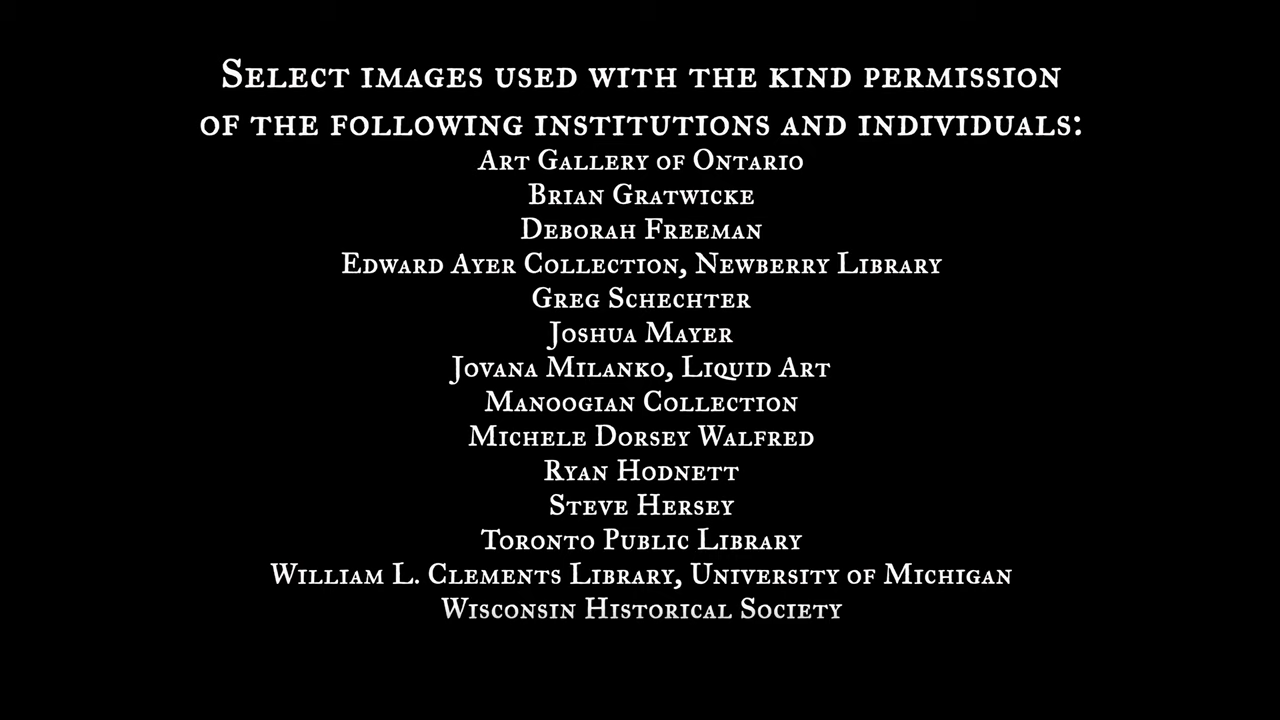 Select images used with the kind permission
of the following institutions and individuals:
Art Gallery of Ontario
Brian Gratwicke
Deborah Freeman
Edward Ayer Collection, Newberry Library
Greg Schechter
Joshua Mayer
Jovana Milanko, Liquid Art
Manoogian Collection
Michele Dorsey Walfred
Ryan Hodnett
Steve Hersey
Toronto Public Library
William L. Clements Library, University of Michigan
Wisconsin Historical Society